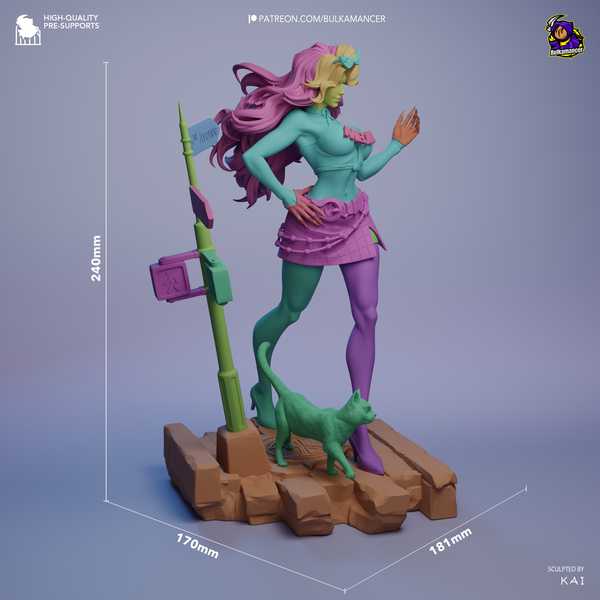 HIGH-QUALITY
PRE-SUPPORTS
PATREON.COM/BULKAMANCER
Bulkamancer
240mm
170mm
181mm
SCULPTED BY
KAI